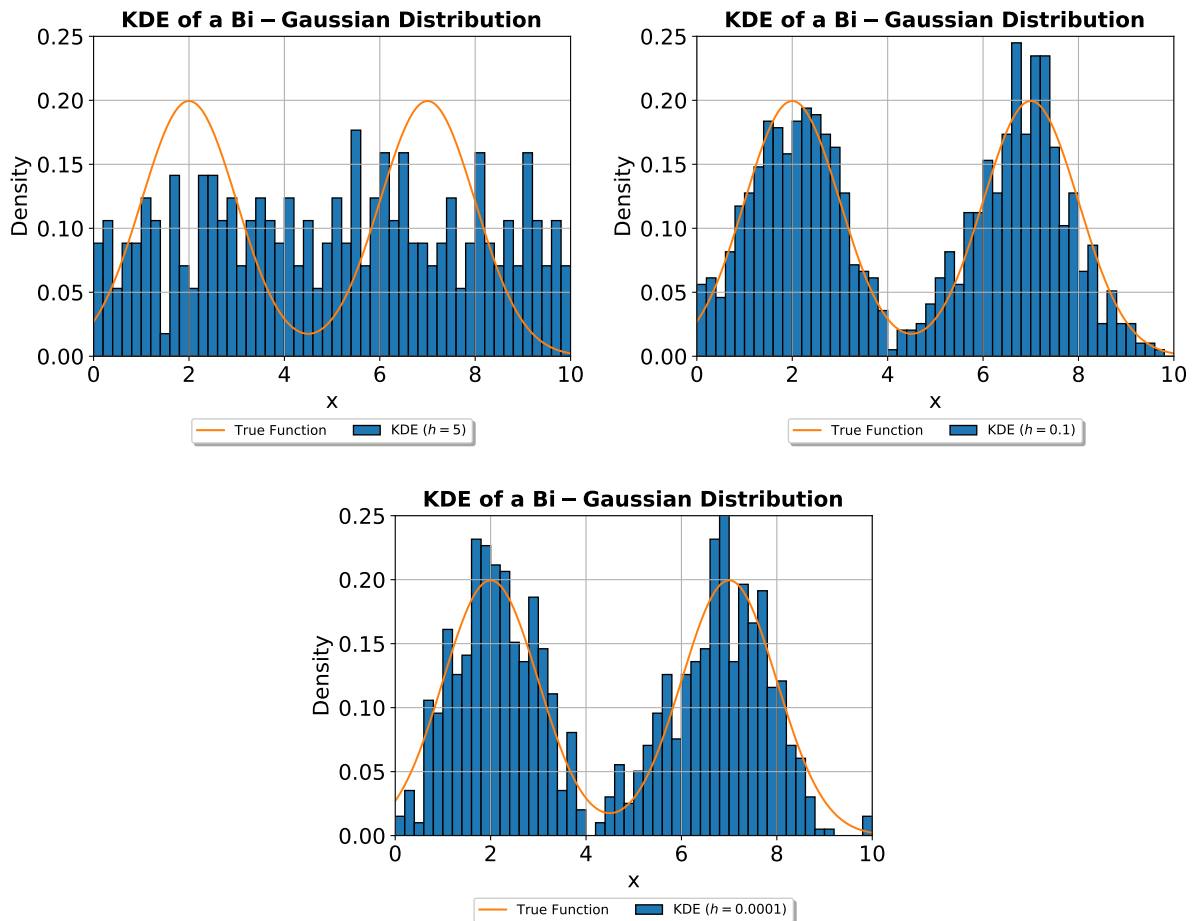 KDE of a Bi − Gaussian Distribution
0.25
0.20
0.15
0.10
0.05
0.00
Density
0 2 4 6 8 10
x
True Function KDE (h = 5)
KDE of a Bi − Gaussian Distribution
0.25
0.20
0.15
0.10
0.05
0.00
Density
0 2 4 6 8 10
x
True Function KDE (h = 0.1)
KDE of a Bi − Gaussian Distribution
0.25
0.20
0.15
0.10
0.05
0.00
Density
0 2 4 6 8 10
x
True Function KDE (h = 0.0001)